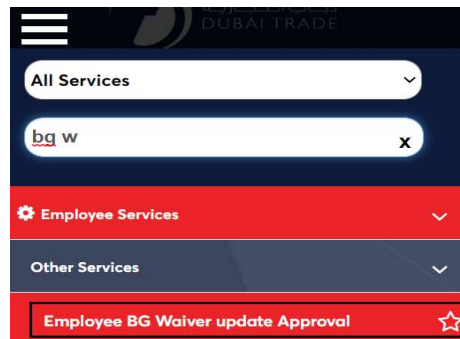 DUBAI TRADE
All Services
bg w
x
Employee Services
Other Services
Employee BG Waiver update Approval